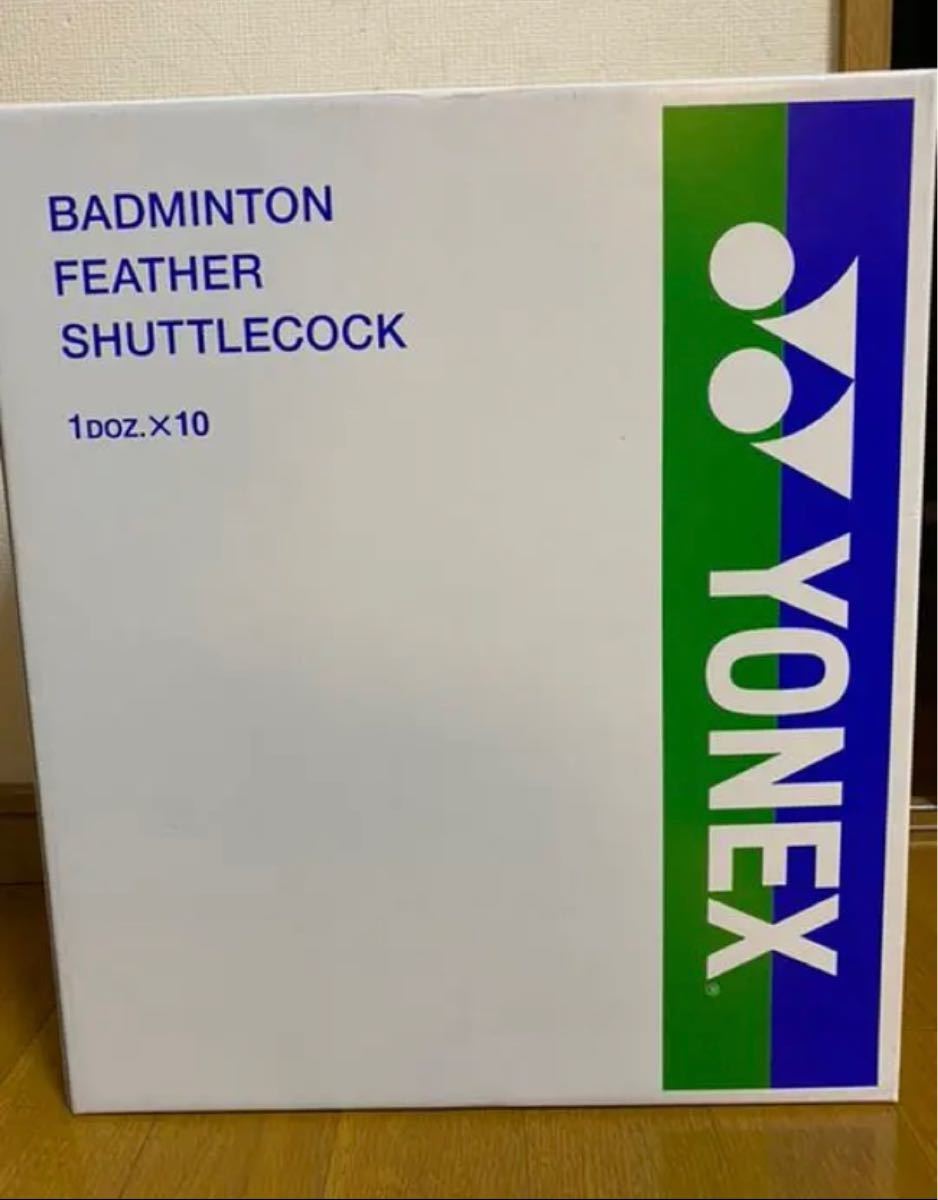 BADMINTON
FEATHER
SHUTTLECOCK
1DOZ.×10
YONEX®